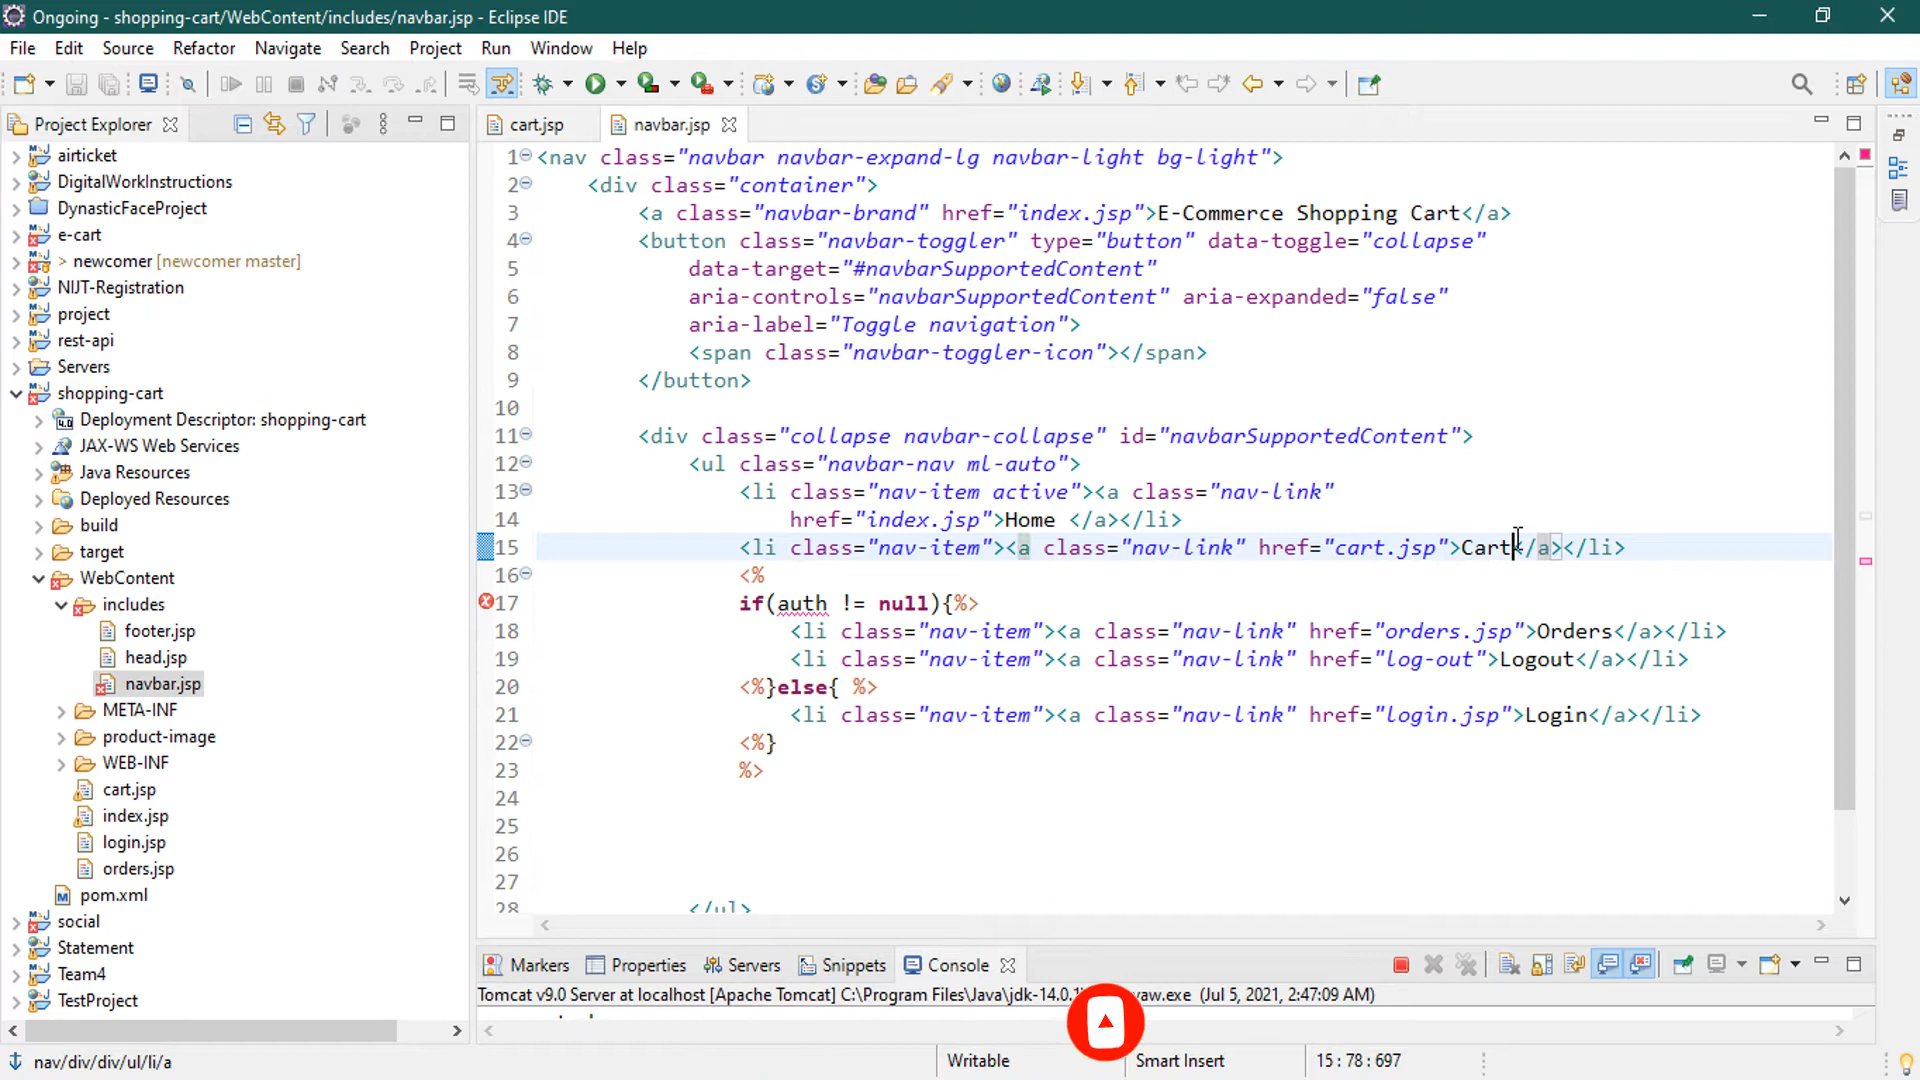 Ongoing - shopping-cart/WebContent/includes/navbar.jsp - Eclipse IDE
File Edit Source Refactor Navigate Search Project Run Window Help
Project Explorer
airticket
DigitalWorkInstructions
DynasticFaceProject
e-cart
> newcomer [newcomer master]
NIJT-Registration
project
rest-api
Servers
shopping-cart
Deployment Descriptor: shopping-cart
JAX-WS Web Services
Java Resources
Deployed Resources
build
target
WebContent
includes
footer.jsp
head.jsp
navbar.jsp
META-INF
product-image
WEB-INF
cart.jsp
index.jsp
login.jsp
orders.jsp
pom.xml
social
Statement
Team4
TestProject
cart.jsp navbar.jsp
1 <nav class="navbar navbar-expand-lg navbar-light bg-light">
2 <div class="container">
3 <a class="navbar-brand" href="index.jsp">E-Commerce Shopping Cart</a>
4 <button class="navbar-toggler" type="button" data-toggle="collapse"
5 data-target="#navbarSupportedContent"
6 aria-controls="navbarSupportedContent" aria-expanded="false"
7 aria-label="Toggle navigation">
8 <span class="navbar-toggler-icon"></span>
9 </button>
10
11 <div class="collapse navbar-collapse" id="navbarSupportedContent">
12 <ul class="navbar-nav ml-auto">
13 <li class="nav-item active"><a class="nav-link"
14 href="index.jsp">Home </a></li>
15 <li class="nav-item"><a class="nav-link" href="cart.jsp">Cart</a></li>
16 <%
17 if(auth != null){%>
18 <li class="nav-item"><a class="nav-link" href="orders.jsp">Orders</a></li>
19 <li class="nav-item"><a class="nav-link" href="log-out">Logout</a></li>
20 <%}else{ %>
21 <li class="nav-item"><a class="nav-link" href="login.jsp">Login</a></li>
22 <%}
23 %>
24
25
26
27
28 </ul>
Markers Properties Servers Snippets Console
Tomcat v9.0 Server at localhost [Apache Tomcat] C:\Program Files\Java\jdk-14.0.1\ vaw.exe (Jul 5, 2021, 2:47:09 AM)
nav/div/div/ul/li/a Writable Smart Insert 15 : 78 : 697